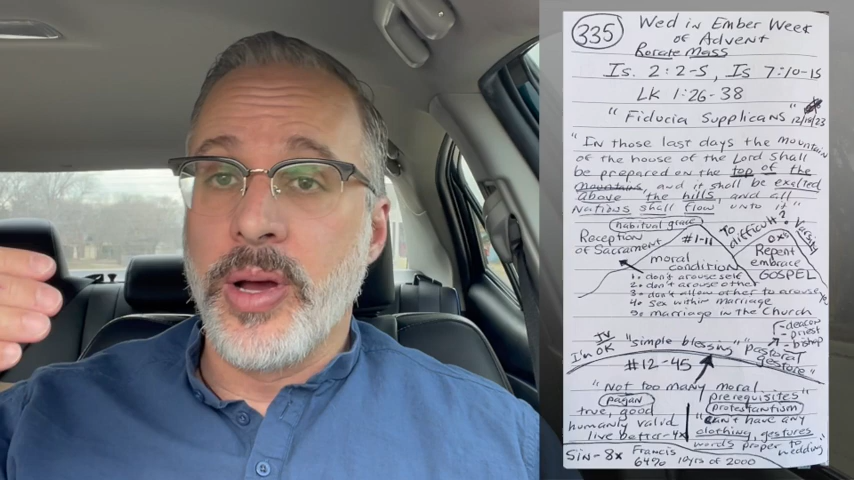 335
Wed in Ember Week
of Advent
Rorate Mass
Is. 2:2-5, Is 7:10-15
LK 1:26-38
"Fiducia Supplicans" 12/18/23
"In those last days the mountain
of the house of the Lord shall
be prepared on the top of the
mountains, and it shall be exalted
above the hills, and all
Nations shall flow unto it"
habitual grace
Reception
of Sacrament
#1-11
moral
condition
1. don't arouse self
2. don't arouse other
3. don't allow other to arouse
4. sex within marriage
5. marriage in the Church
To difficult?
Repent
embrace
GOSPEL
- deacon
- priest
- bishop
I'm OK
"simple blessing"
pastoral
gesture"
#12-45
"Not too many moral
prerequisites"
pagan
true, good
humanly valid
live better-4x
protestantism
"Can't have any
clothing, gestures
words proper to
wedding"
Sin-8x
Francis
64%
10yrs of 2000